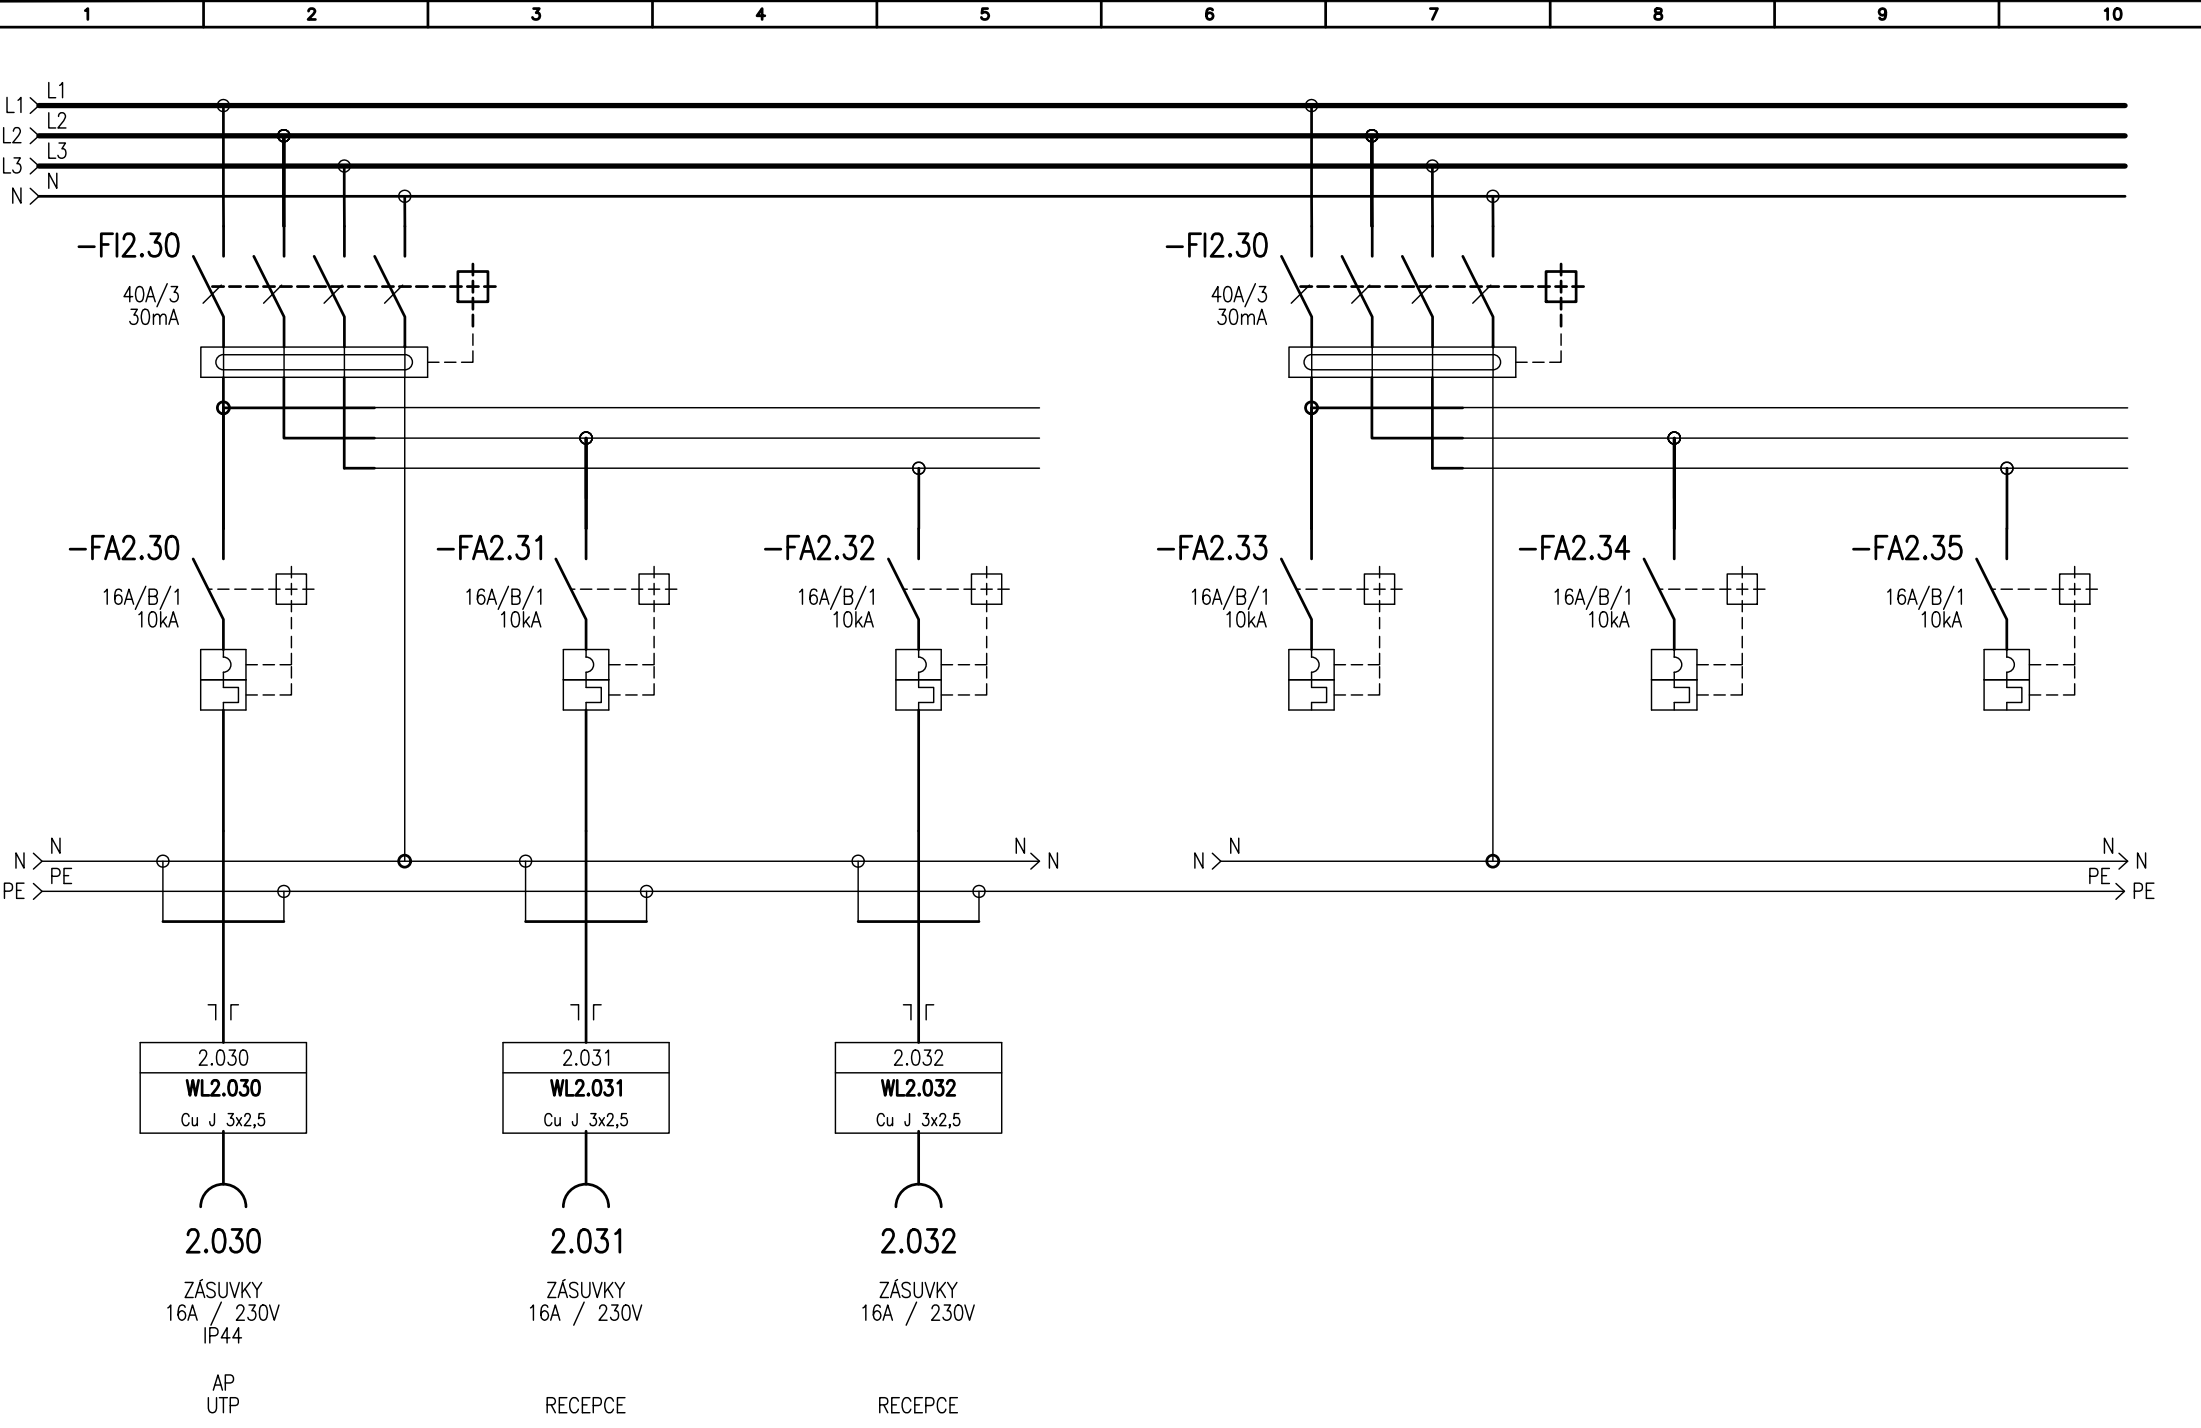 1 2 3 4 5 6 7 8 9 10
L1 L1
L2 L2
L3 L3
N N
-FI2.30
40A/3
30mA
-FI2.30
40A/3
30mA
-FA2.30
16A/B/1
10kA
-FA2.31
16A/B/1
10kA
-FA2.32
16A/B/1
10kA
-FA2.33
16A/B/1
10kA
-FA2.34
16A/B/1
10kA
-FA2.35
16A/B/1
10kA
N N N N N N N N
PE PE PE PE
2.030
WL2.030
Cu J 3x2,5
2.031
WL2.031
Cu J 3x2,5
2.032
WL2.032
Cu J 3x2,5
2.030
ZÁSUVKY
16A / 230V
IP44
AP
UTP
2.031
ZÁSUVKY
16A / 230V
RECEPCE
2.032
ZÁSUVKY
16A / 230V
RECEPCE